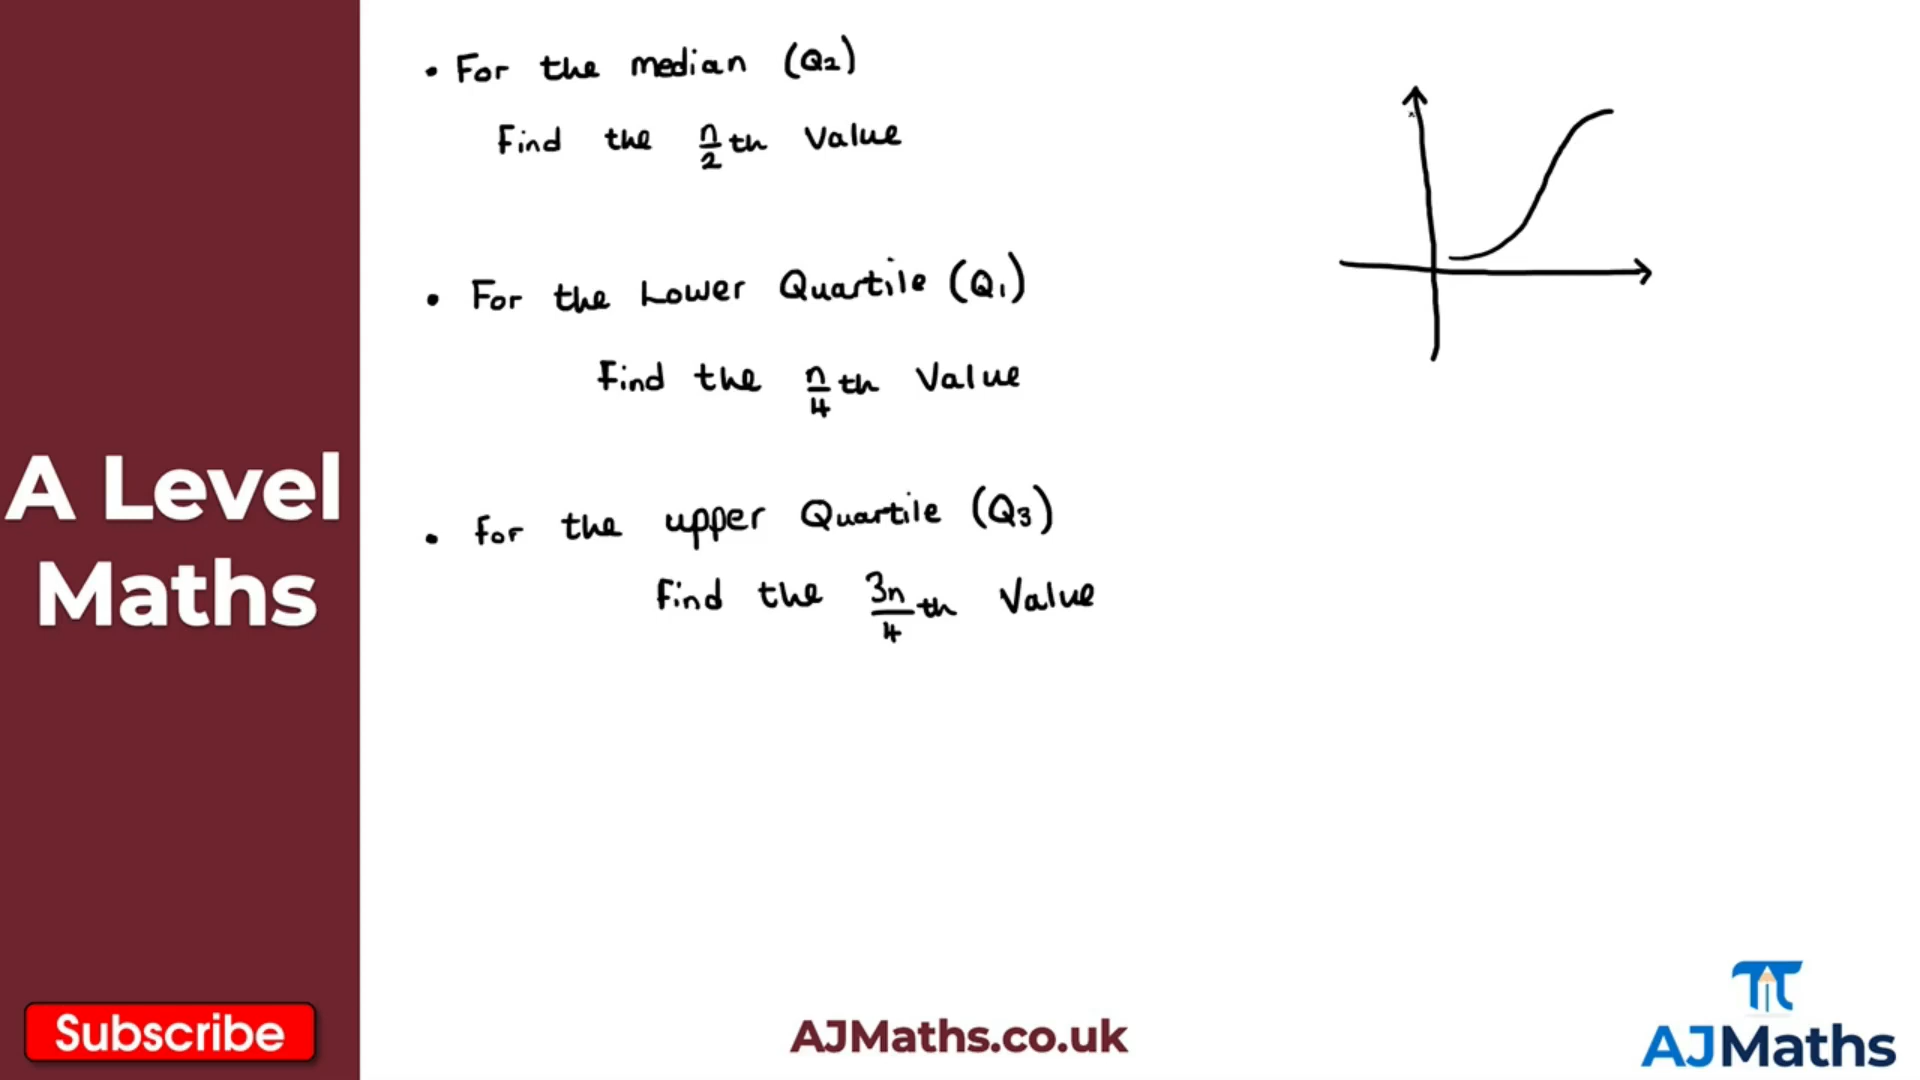 • For the median (Q2)
Find the n/2 th Value
• For the Lower Quartile (Q1)
Find the n/4 th Value
• For the upper Quartile (Q3)
Find the 3n/4 th Value
A Level
Maths
Subscribe
AJMaths.co.uk
AJMaths